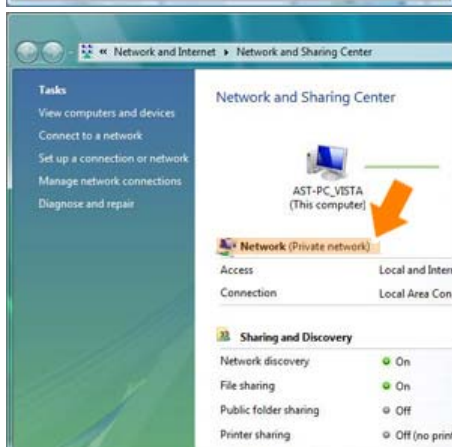 « Network and Internet ▸ Network and Sharing Center
Tasks
View computers and devices
Connect to a network
Set up a connection or network
Manage network connections
Diagnose and repair
Network and Sharing Center
AST-PC_VISTA
(This computer)
Network (Private network)
Access Local and Intern
Connection Local Area Con
Sharing and Discovery
Network discovery On
File sharing On
Public folder sharing Off
Printer sharing Off (no print